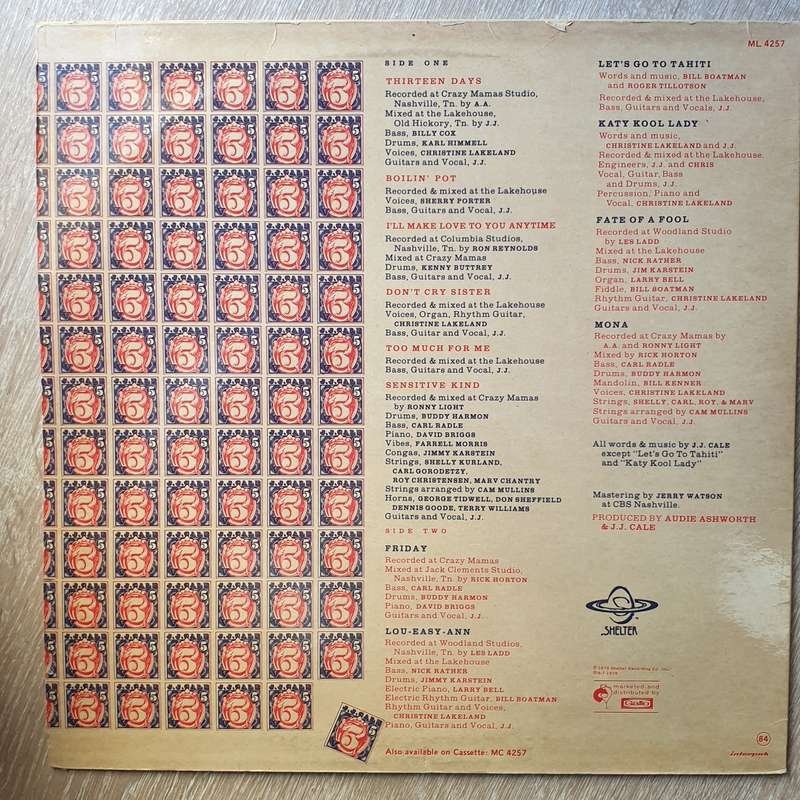 ML 4257
SIDE ONE
THIRTEEN DAYS
Recorded at Crazy Mamas Studio,
Nashville, Tn. by A.A.
Mixed at the Lakehouse,
Old Hickory, Tn. by J.J.
Bass, BILLY COX
Drums, KARL HIMMELL
Voices, CHRISTINE LAKELAND
Guitars and Vocal, J.J.
BOILIN' POT
Recorded & mixed at the Lakehouse
Voices, SHERRY PORTER
Bass, Guitars and Vocal, J.J.
I'LL MAKE LOVE TO YOU ANYTIME
Recorded at Columbia Studios,
Nashville, Tn. by RON REYNOLDS
Mixed at Crazy Mamas
Drums, KENNY BUTTREY
Bass, Guitars and Vocal, J.J.
DON'T CRY SISTER
Recorded & mixed at the Lakehouse
Voices, Organ, Rhythm Guitar,
CHRISTINE LAKELAND
Bass, Guitar and Vocal, J.J.
TOO MUCH FOR ME
Recorded & mixed at the Lakehouse
Bass, Guitars and Vocal, J.J.
SENSITIVE KIND
Recorded & mixed at Crazy Mamas
by RONNY LIGHT
Drums, BUDDY HARMON
Bass, CARL RADLE
Piano, DAVID BRIGGS
Vibes, FARRELL MORRIS
Congas, JIMMY KARSTEIN
Strings, SHELLY KURLAND,
CARL GORODETZY,
ROY CHRISTENSEN, MARV CHANTRY
Strings arranged by CAM MULLINS
Horns, GEORGE TIDWELL, DON SHEFFIELD
DENNIS GOODE, TERRY WILLIAMS
Guitars and Vocal, J.J.
SIDE TWO
FRIDAY
Recorded at Crazy Mamas
Mixed at Jack Clements Studio,
Nashville, Tn. by RICK HORTON
Bass, CARL RADLE
Drums, BUDDY HARMON
Piano, DAVID BRIGGS
Guitars and Vocal, J.J.
LOU-EASY-ANN
Recorded at Woodland Studios,
Nashville, Tn. by LES LADD
Mixed at the Lakehouse
Bass, NICK RATHER
Drums, JIMMY KARSTEIN
Electric Piano, LARRY BELL
Electric Rhythm Guitar, BILL BOATMAN
Rhythm Guitar and Voices,
CHRISTINE LAKELAND
Piano, Guitars and Vocal, J.J.
Also available on Cassette: MC 4257
LET'S GO TO TAHITI
Words and music, BILL BOATMAN
and ROGER TILLOTSON
Recorded & mixed at the Lakehouse,
Bass, Guitars and Vocals, J.J.
KATY KOOL LADY
Words and music,
CHRISTINE LAKELAND and J.J.
Recorded & mixed at the Lakehouse.
Engineers, J.J. and CHRIS
Vocal, Guitar, Bass
and Drums, J.J.
Percussion, Piano and
Vocal, CHRISTINE LAKELAND
FATE OF A FOOL
Recorded at Woodland Studio
by LES LADD
Mixed at the Lakehouse
Bass, NICK RATHER
Drums, JIM KARSTEIN
Organ, LARRY BELL
Fiddle, BILL BOATMAN
Rhythm Guitar, CHRISTINE LAKELAND
Guitars and Vocal, J.J.
MONA
Recorded at Crazy Mamas by
A.A. and RONNY LIGHT
Mixed by RICK HORTON
Bass, CARL RADLE
Drums, BUDDY HARMON
Mandolin, BILL KENNER
Voices, CHRISTINE LAKELAND
Strings, SHELLY, CARL, ROY, & MARV
Strings arranged by CAM MULLINS
Guitars and Vocal, J.J.
All words & music by J.J. CALE
except "Let's Go To Tahiti"
and "Katy Kool Lady"
Mastering by JERRY WATSON
at CBS Nashville.
PRODUCED BY AUDIE ASHWORTH
& J.J. CALE
SHELTER
℗ 1979 Shelter Recording Co. Inc.
marketed and
distributed by
Gallo
84
interpak
J.J. CALE 5